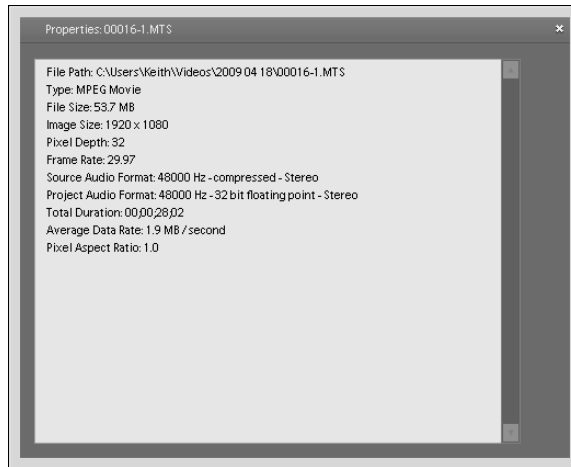 Properties: 00016-1.MTS
File Path: C:\Users\Keith\Videos\2009 04 18\00016-1.MTS
Type: MPEG Movie
File Size: 53.7 MB
Image Size: 1920 x 1080
Pixel Depth: 32
Frame Rate: 29.97
Source Audio Format: 48000 Hz - compressed - Stereo
Project Audio Format: 48000 Hz - 32 bit floating point - Stereo
Total Duration: 00;00;28;02
Average Data Rate: 1.9 MB / second
Pixel Aspect Ratio: 1.0